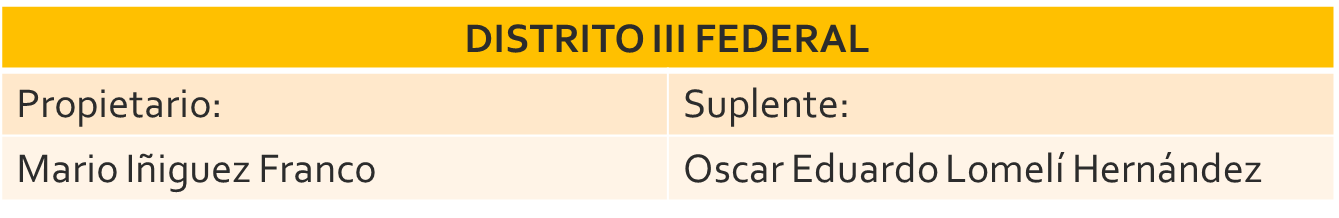 DISTRITO III FEDERAL
Propietario: Suplente:
Mario Iñiguez Franco Oscar Eduardo Lomelí Hernández